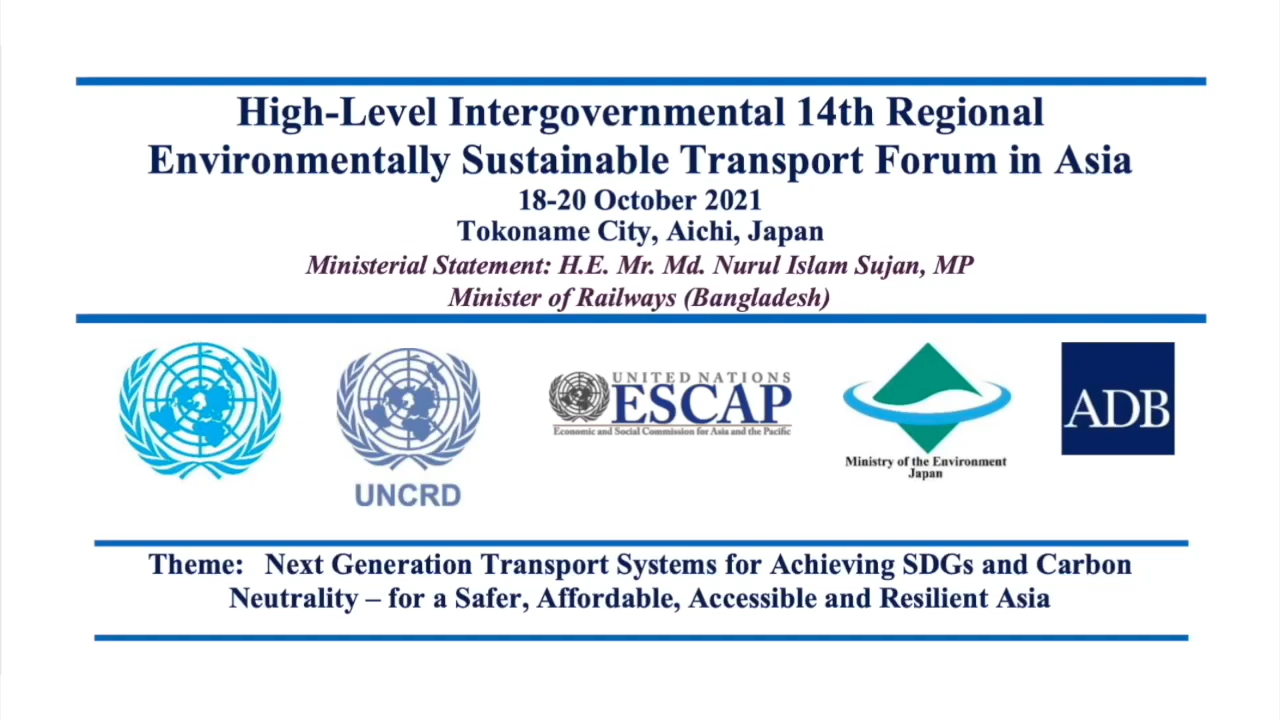 High-Level Intergovernmental 14th Regional
Environmentally Sustainable Transport Forum in Asia
18-20 October 2021
Tokoname City, Aichi, Japan
Ministerial Statement: H.E. Mr. Md. Nurul Islam Sujan, MP
Minister of Railways (Bangladesh)
UNCRD
UNITED NATIONS
ESCAP
Economic and Social Commission for Asia and the Pacific
Ministry of the Environment
Japan
ADB
Theme: Next Generation Transport Systems for Achieving SDGs and Carbon
Neutrality – for a Safer, Affordable, Accessible and Resilient Asia